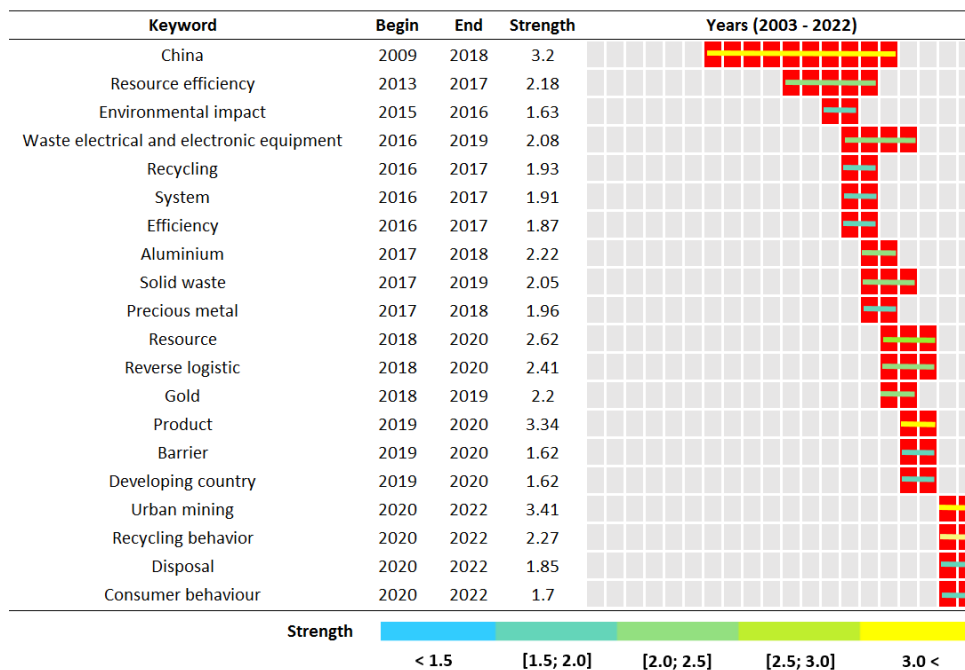 Keyword Begin End Strength Years (2003 - 2022)
China 2009 2018 3.2
Resource efficiency 2013 2017 2.18
Environmental impact 2015 2016 1.63
Waste electrical and electronic equipment 2016 2019 2.08
Recycling 2016 2017 1.93
System 2016 2017 1.91
Efficiency 2016 2017 1.87
Aluminium 2017 2018 2.22
Solid waste 2017 2019 2.05
Precious metal 2017 2018 1.96
Resource 2018 2020 2.62
Reverse logistic 2018 2020 2.41
Gold 2018 2019 2.2
Product 2019 2020 3.34
Barrier 2019 2020 1.62
Developing country 2019 2020 1.62
Urban mining 2020 2022 3.41
Recycling behavior 2020 2022 2.27
Disposal 2020 2022 1.85
Consumer behaviour 2020 2022 1.7
Strength
< 1.5 [1.5; 2.0] [2.0; 2.5] [2.5; 3.0] 3.0 <